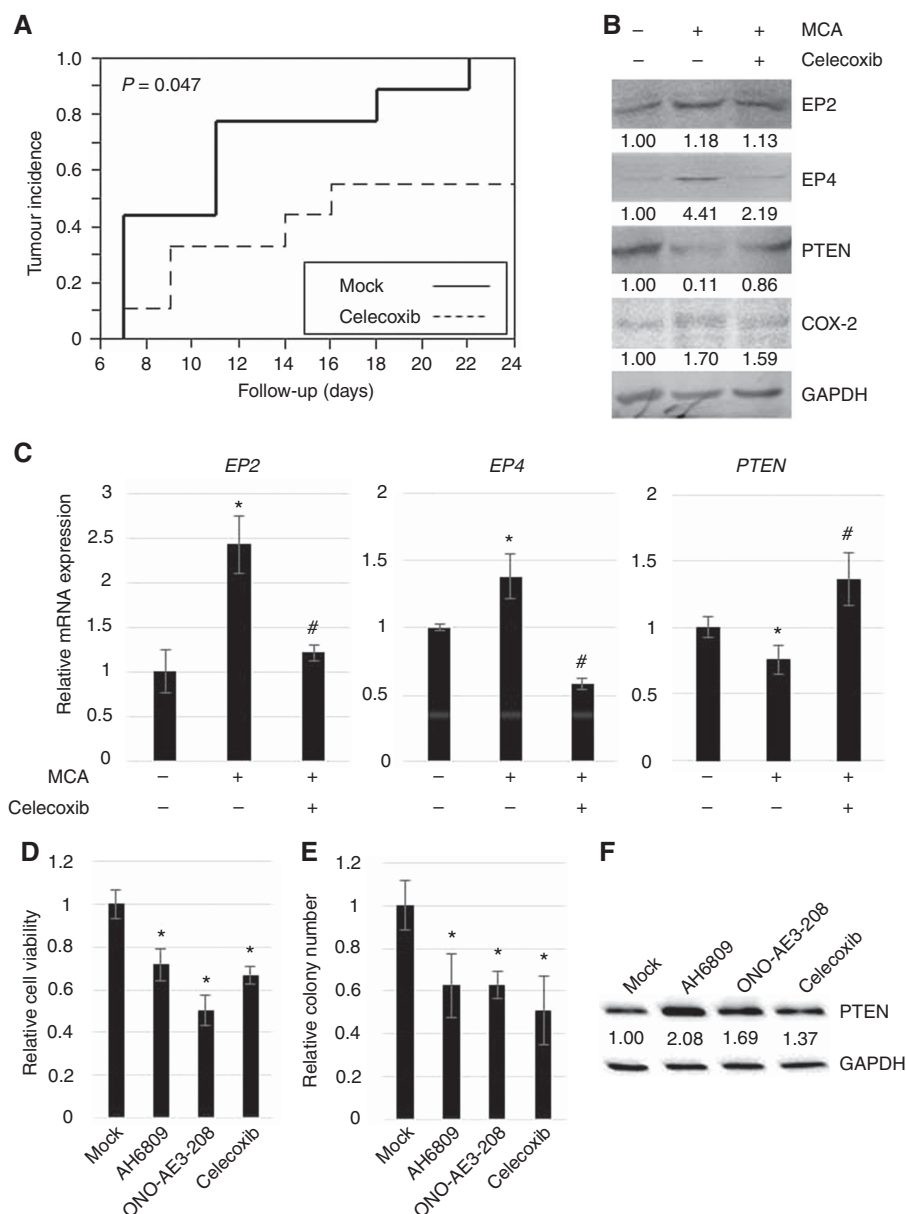 A
P = 0.047
1.0
0.8
0.6
0.4
0.2
0
Tumour incidence
Mock
Celecoxib
6 8 10 12 14 16 18 20 22 24
Follow-up (days)
B
– + + MCA
– – + Celecoxib
EP2
1.00 1.18 1.13
EP4
1.00 4.41 2.19
PTEN
1.00 0.11 0.86
COX-2
1.00 1.70 1.59
GAPDH
C
Relative mRNA expression
EP2
3
2.5
2
1.5
1
0.5
0
*
#
EP4
2
1.5
1
0.5
0
*
#
PTEN
2
1.5
1
0.5
0
*
#
MCA – + + – + + – + +
Celecoxib – – + – – + – – +
D
Relative cell viability
1.2
1
0.8
0.6
0.4
0.2
0
* * *
Mock
AH6809
ONO-AE3-208
Celecoxib
E
Relative colony number
1.2
1
0.8
0.6
0.4
0.2
0
* * *
Mock
AH6809
ONO-AE3-208
Celecoxib
F
Mock
AH6809
ONO-AE3-208
Celecoxib
PTEN
1.00 2.08 1.69 1.37
GAPDH